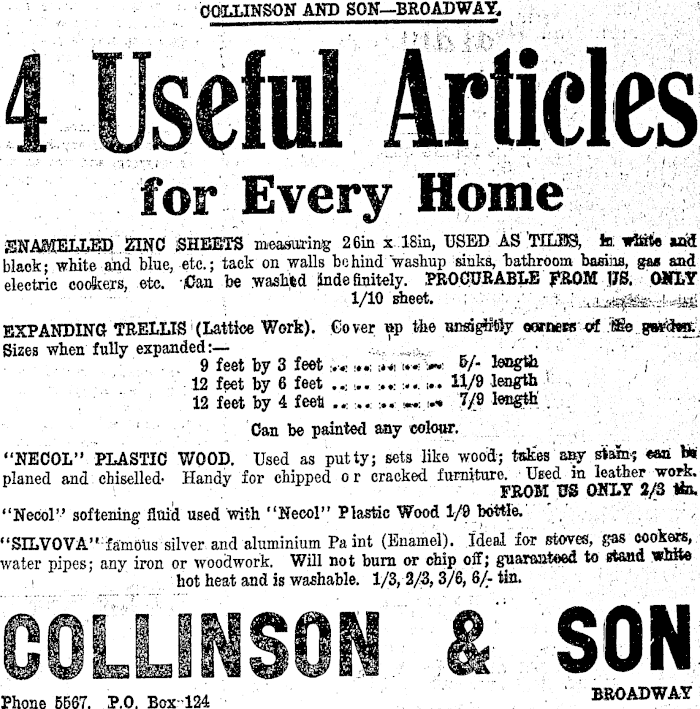 COLLINSON AND SON—BROADWAY.
4 Useful Articles
for Every Home
ENAMELLED ZINC SHEETS measuring 26in x 18in, USED AS TILES, in white and
black; white and blue, etc.; tack on walls behind washup sinks, bathroom basins, gas and
electric cookers, etc. Can be washed indefinitely. PROCURABLE FROM US. ONLY
1/10 sheet.
EXPANDING TRELLIS (Lattice Work). Cover up the unsightly corners of the garden.
Sizes when fully expanded:—
9 feet by 3 feet .. .. .. .. .. 5/- length
12 feet by 6 feet .. .. .. .. .. 11/9 length
12 feet by 4 feet .. .. .. .. .. 7/9 length
Can be painted any colour.
"NECOL" PLASTIC WOOD. Used as putty; sets like wood; takes any stain; can be
planed and chiselled. Handy for chipped or cracked furniture. Used in leather work.
FROM US ONLY 2/3 tin.
"Necol" softening fluid used with "Necol" Plastic Wood 1/9 bottle.
"SILVOVA" famous silver and aluminium Paint (Enamel). Ideal for stoves, gas cookers,
water pipes; any iron or woodwork. Will not burn or chip off; guaranteed to stand white
hot heat and is washable. 1/3, 2/3, 3/6, 6/- tin.
COLLINSON & SON
BROADWAY
Phone 5567. P.O. Box 124